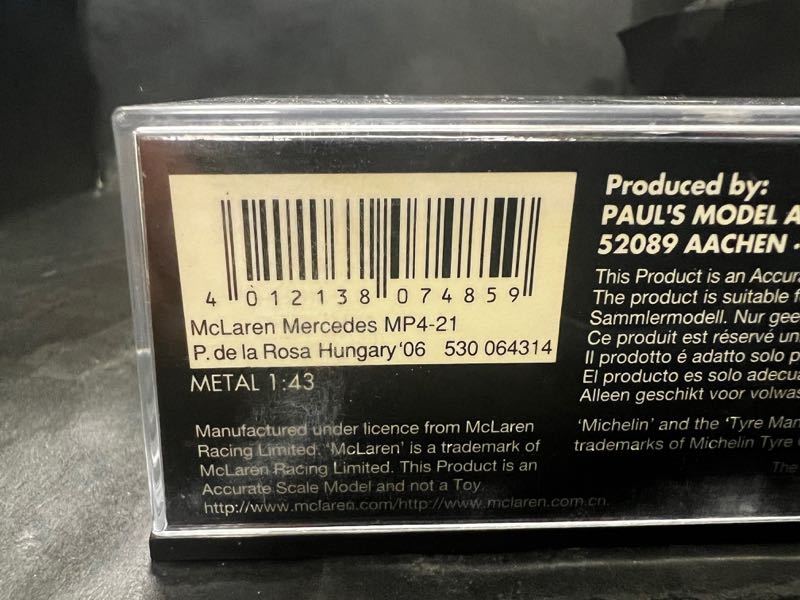 4 012138 074859
McLaren Mercedes MP4-21
P. de la Rosa Hungary '06 530 064314
METAL 1:43
Manufactured under licence from McLaren
Racing Limited. 'McLaren' is a trademark of
McLaren Racing Limited. This Product is an
Accurate Scale Model and not a Toy.
http://www.mclaren.com/http://www.mclaren.com.cn.
Produced by:
PAUL'S MODEL A
52089 AACHEN -
This Product is an Accura
The product is suitable f
Sammlermodell. Nur gee
Ce produit est réservé un
Il prodotto é adatto solo p
El producto es solo adecua
Alleen geschikt voor volwas
'Michelin' and the 'Tyre Man
trademarks of Michelin Tyre
The